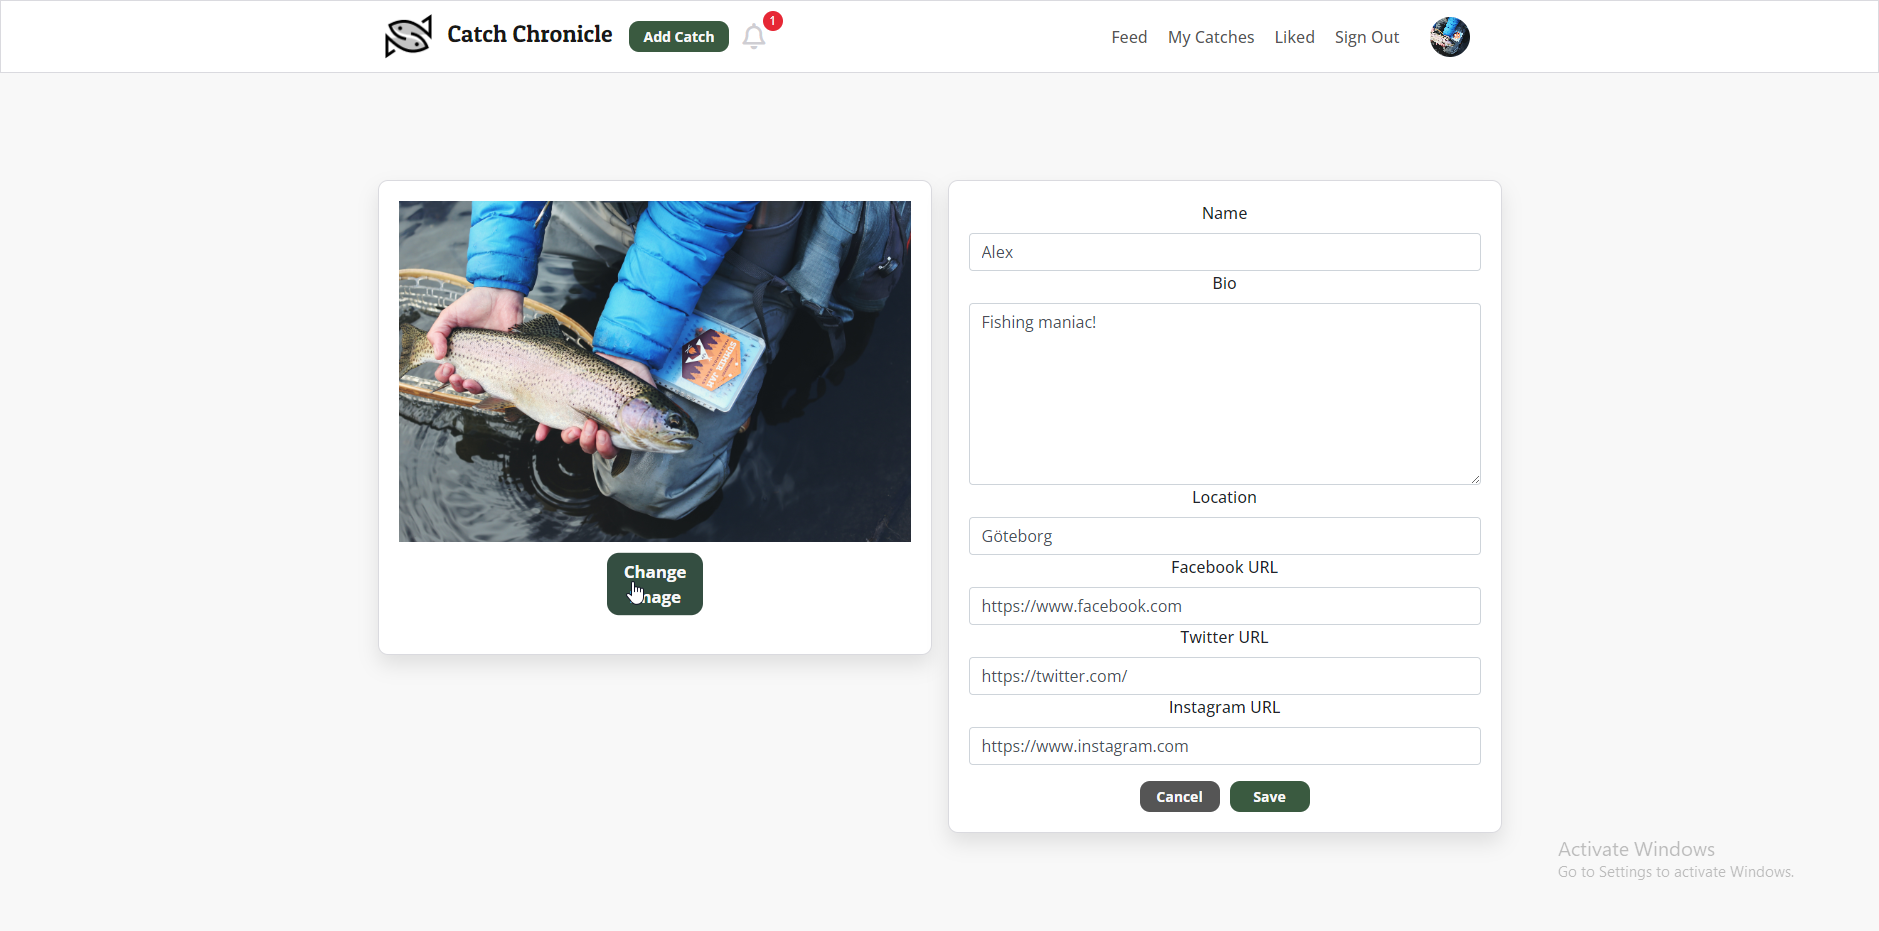 Catch Chronicle
Add Catch
1
Feed
My Catches
Liked
Sign Out
Change
mage
Name
Alex
Bio
Fishing maniac!
Location
Göteborg
Facebook URL
https://www.facebook.com
Twitter URL
https://twitter.com/
Instagram URL
https://www.instagram.com
Cancel
Save
Activate Windows
Go to Settings to activate Windows.